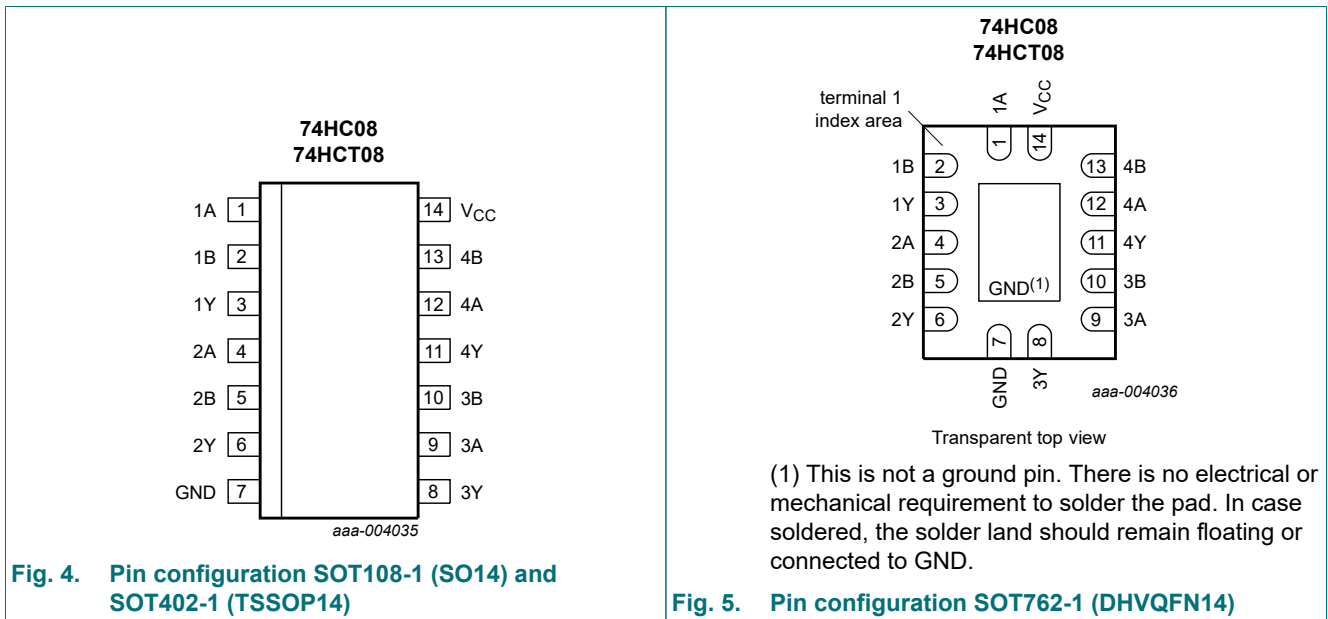 74HC08
74HCT08
1A 1
14 VCC
1B 2
13 4B
1Y 3
12 4A
2A 4
11 4Y
2B 5
10 3B
2Y 6
9 3A
GND 7
8 3Y
aaa-004035
Fig. 4. Pin configuration SOT108-1 (SO14) and
SOT402-1 (TSSOP14)
74HC08
74HCT08
terminal 1
index area
1A
VCC
1
14
1B 2
13 4B
1Y 3
12 4A
2A 4
11 4Y
2B 5
10 3B
GND(1)
2Y 6
9 3A
7
8
GND
3Y
aaa-004036
Transparent top view
(1) This is not a ground pin. There is no electrical or
mechanical requirement to solder the pad. In case
soldered, the solder land should remain floating or
connected to GND.
Fig. 5. Pin configuration SOT762-1 (DHVQFN14)